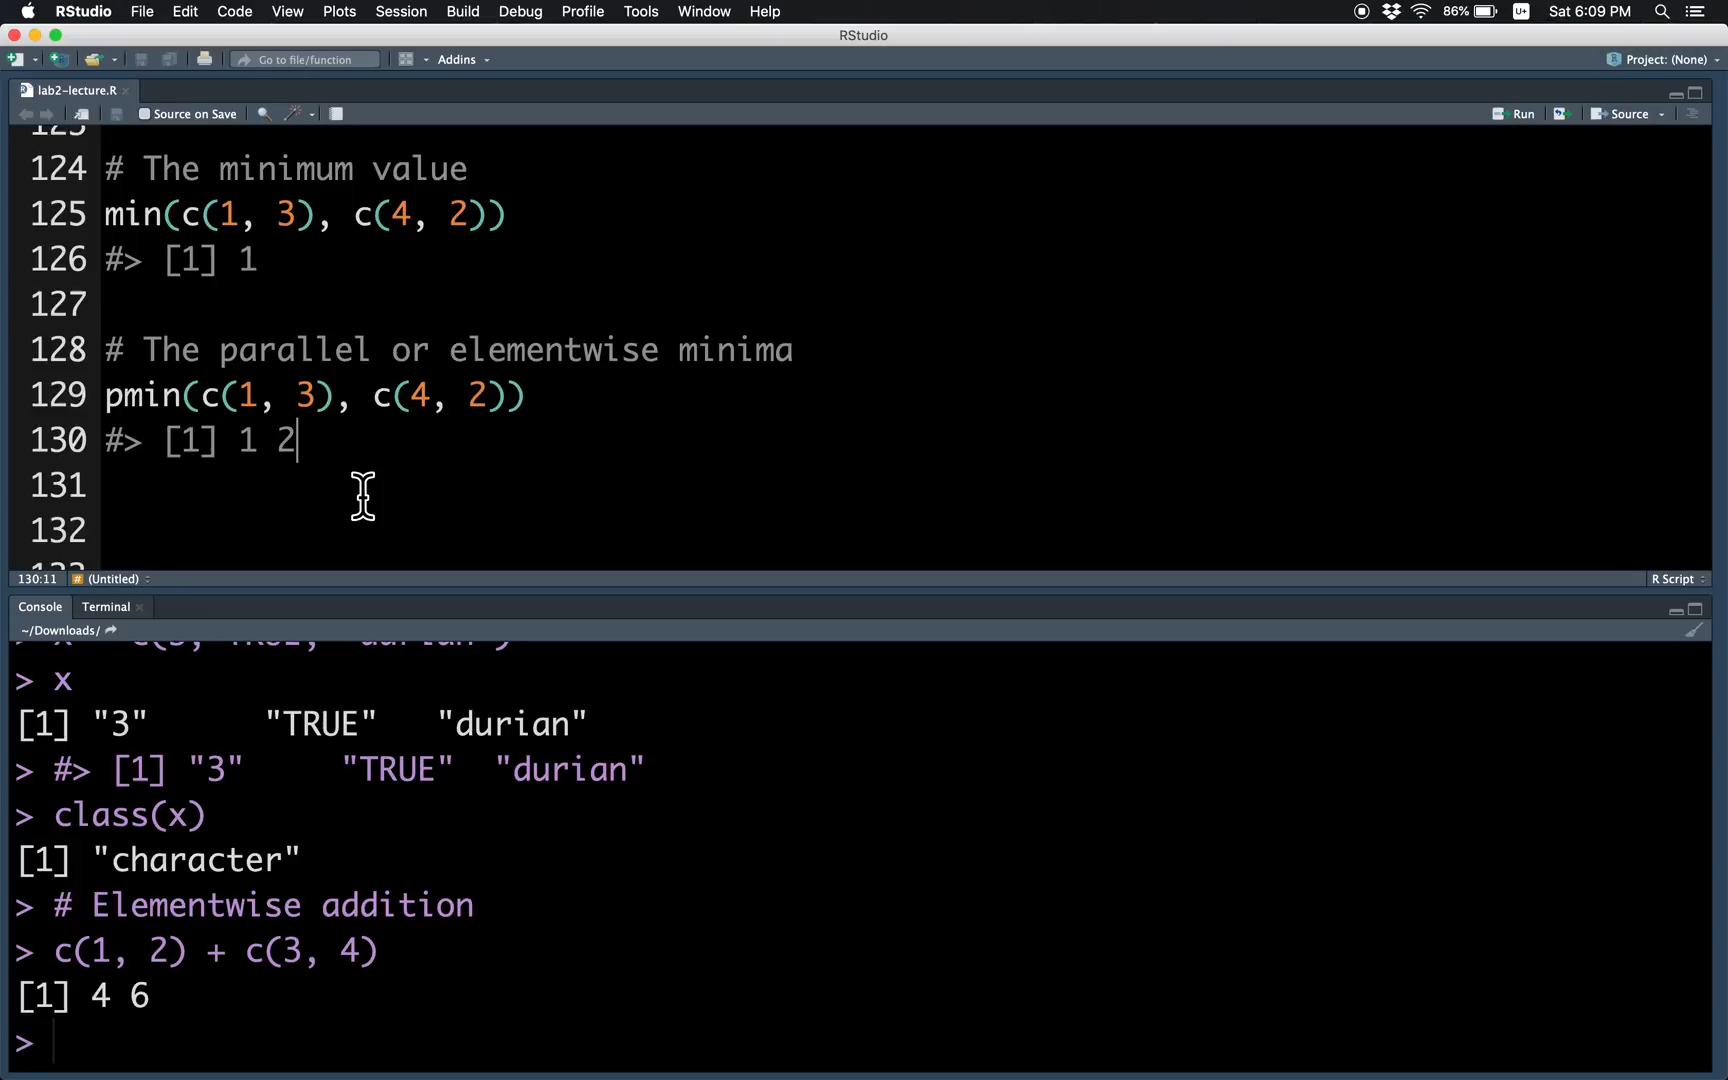 RStudio File Edit Code View Plots Session Build Debug Profile Tools Window Help 86% U+ Sat 6:09 PM
RStudio
Go to file/function Addins Project: (None)
lab2-lecture.R
Source on Save Run Source
123
124 # The minimum value
125 min(c(1, 3), c(4, 2))
126 #> [1] 1
127
128 # The parallel or elementwise minima
129 pmin(c(1, 3), c(4, 2))
130 #> [1] 1 2
131
132
133
130:11 # (Untitled) R Script
Console Terminal
~/Downloads/
> x
[1] "3" "TRUE" "durian"
> #> [1] "3" "TRUE" "durian"
> class(x)
[1] "character"
> # Elementwise addition
> c(1, 2) + c(3, 4)
[1] 4 6
>